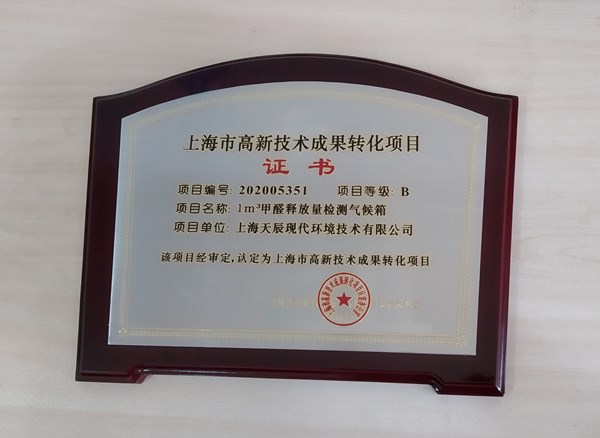 上海市高新技术成果转化项目
证书
项目编号: 202005351 项目等级: B
项目名称: 1m³甲醛释放量检测气候箱
项目单位: 上海天辰现代环境技术有限公司
该项目经审定,认定为上海市高新技术成果转化项目